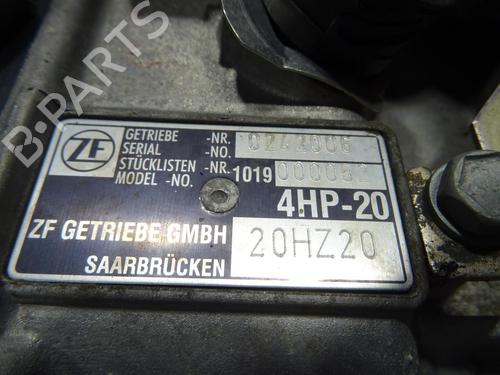 ZF
GETRIEBE -NR.
SERIAL -NO.
STÜCKLISTEN -NR.
MODEL -NO.
1019
4HP-20
ZF GETRIEBE GMBH
20HZ20
SAARBRÜCKEN
B-PARTS